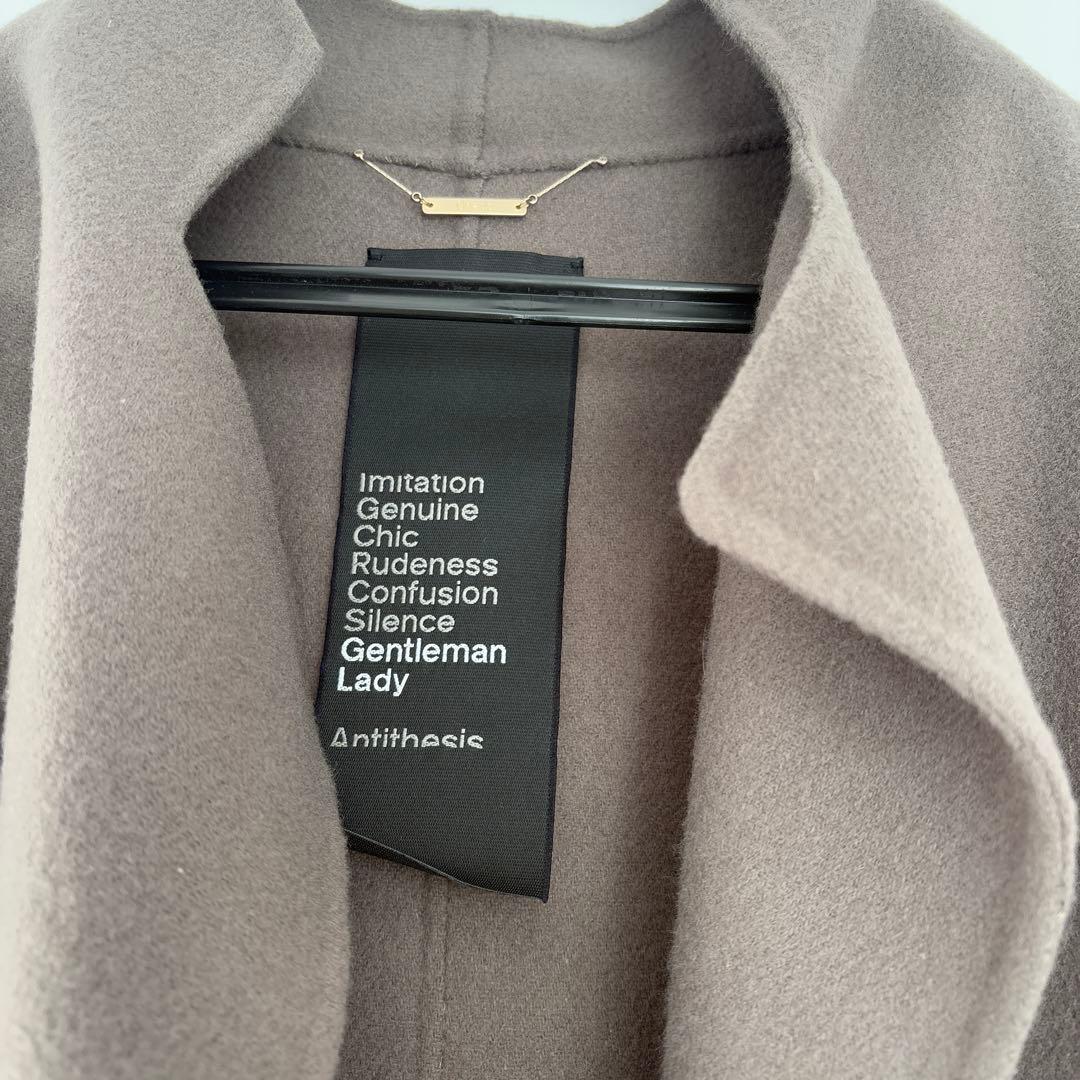 Imitation
Genuine
Chic
Rudeness
Confusion
Silence
Gentleman
Lady
Antithesis